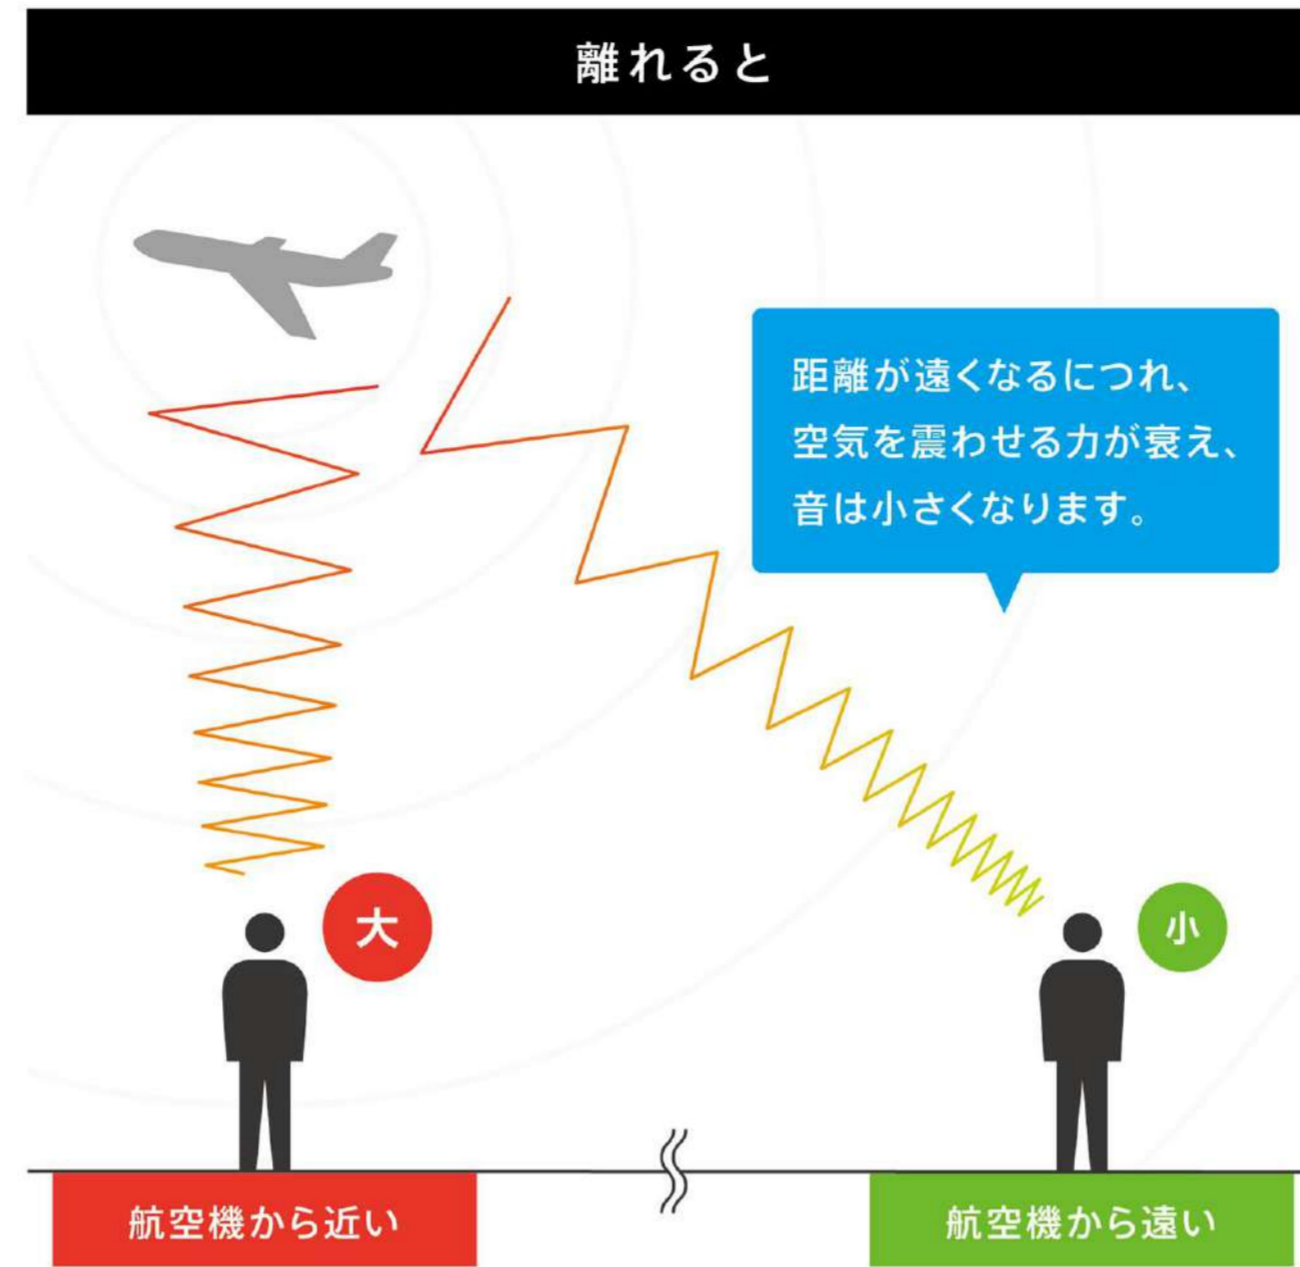 離れると
距離が遠くなるにつれ、
空気を震わせる力が衰え、
音は小さくなります。
大
小
航空機から近い
航空機から遠い